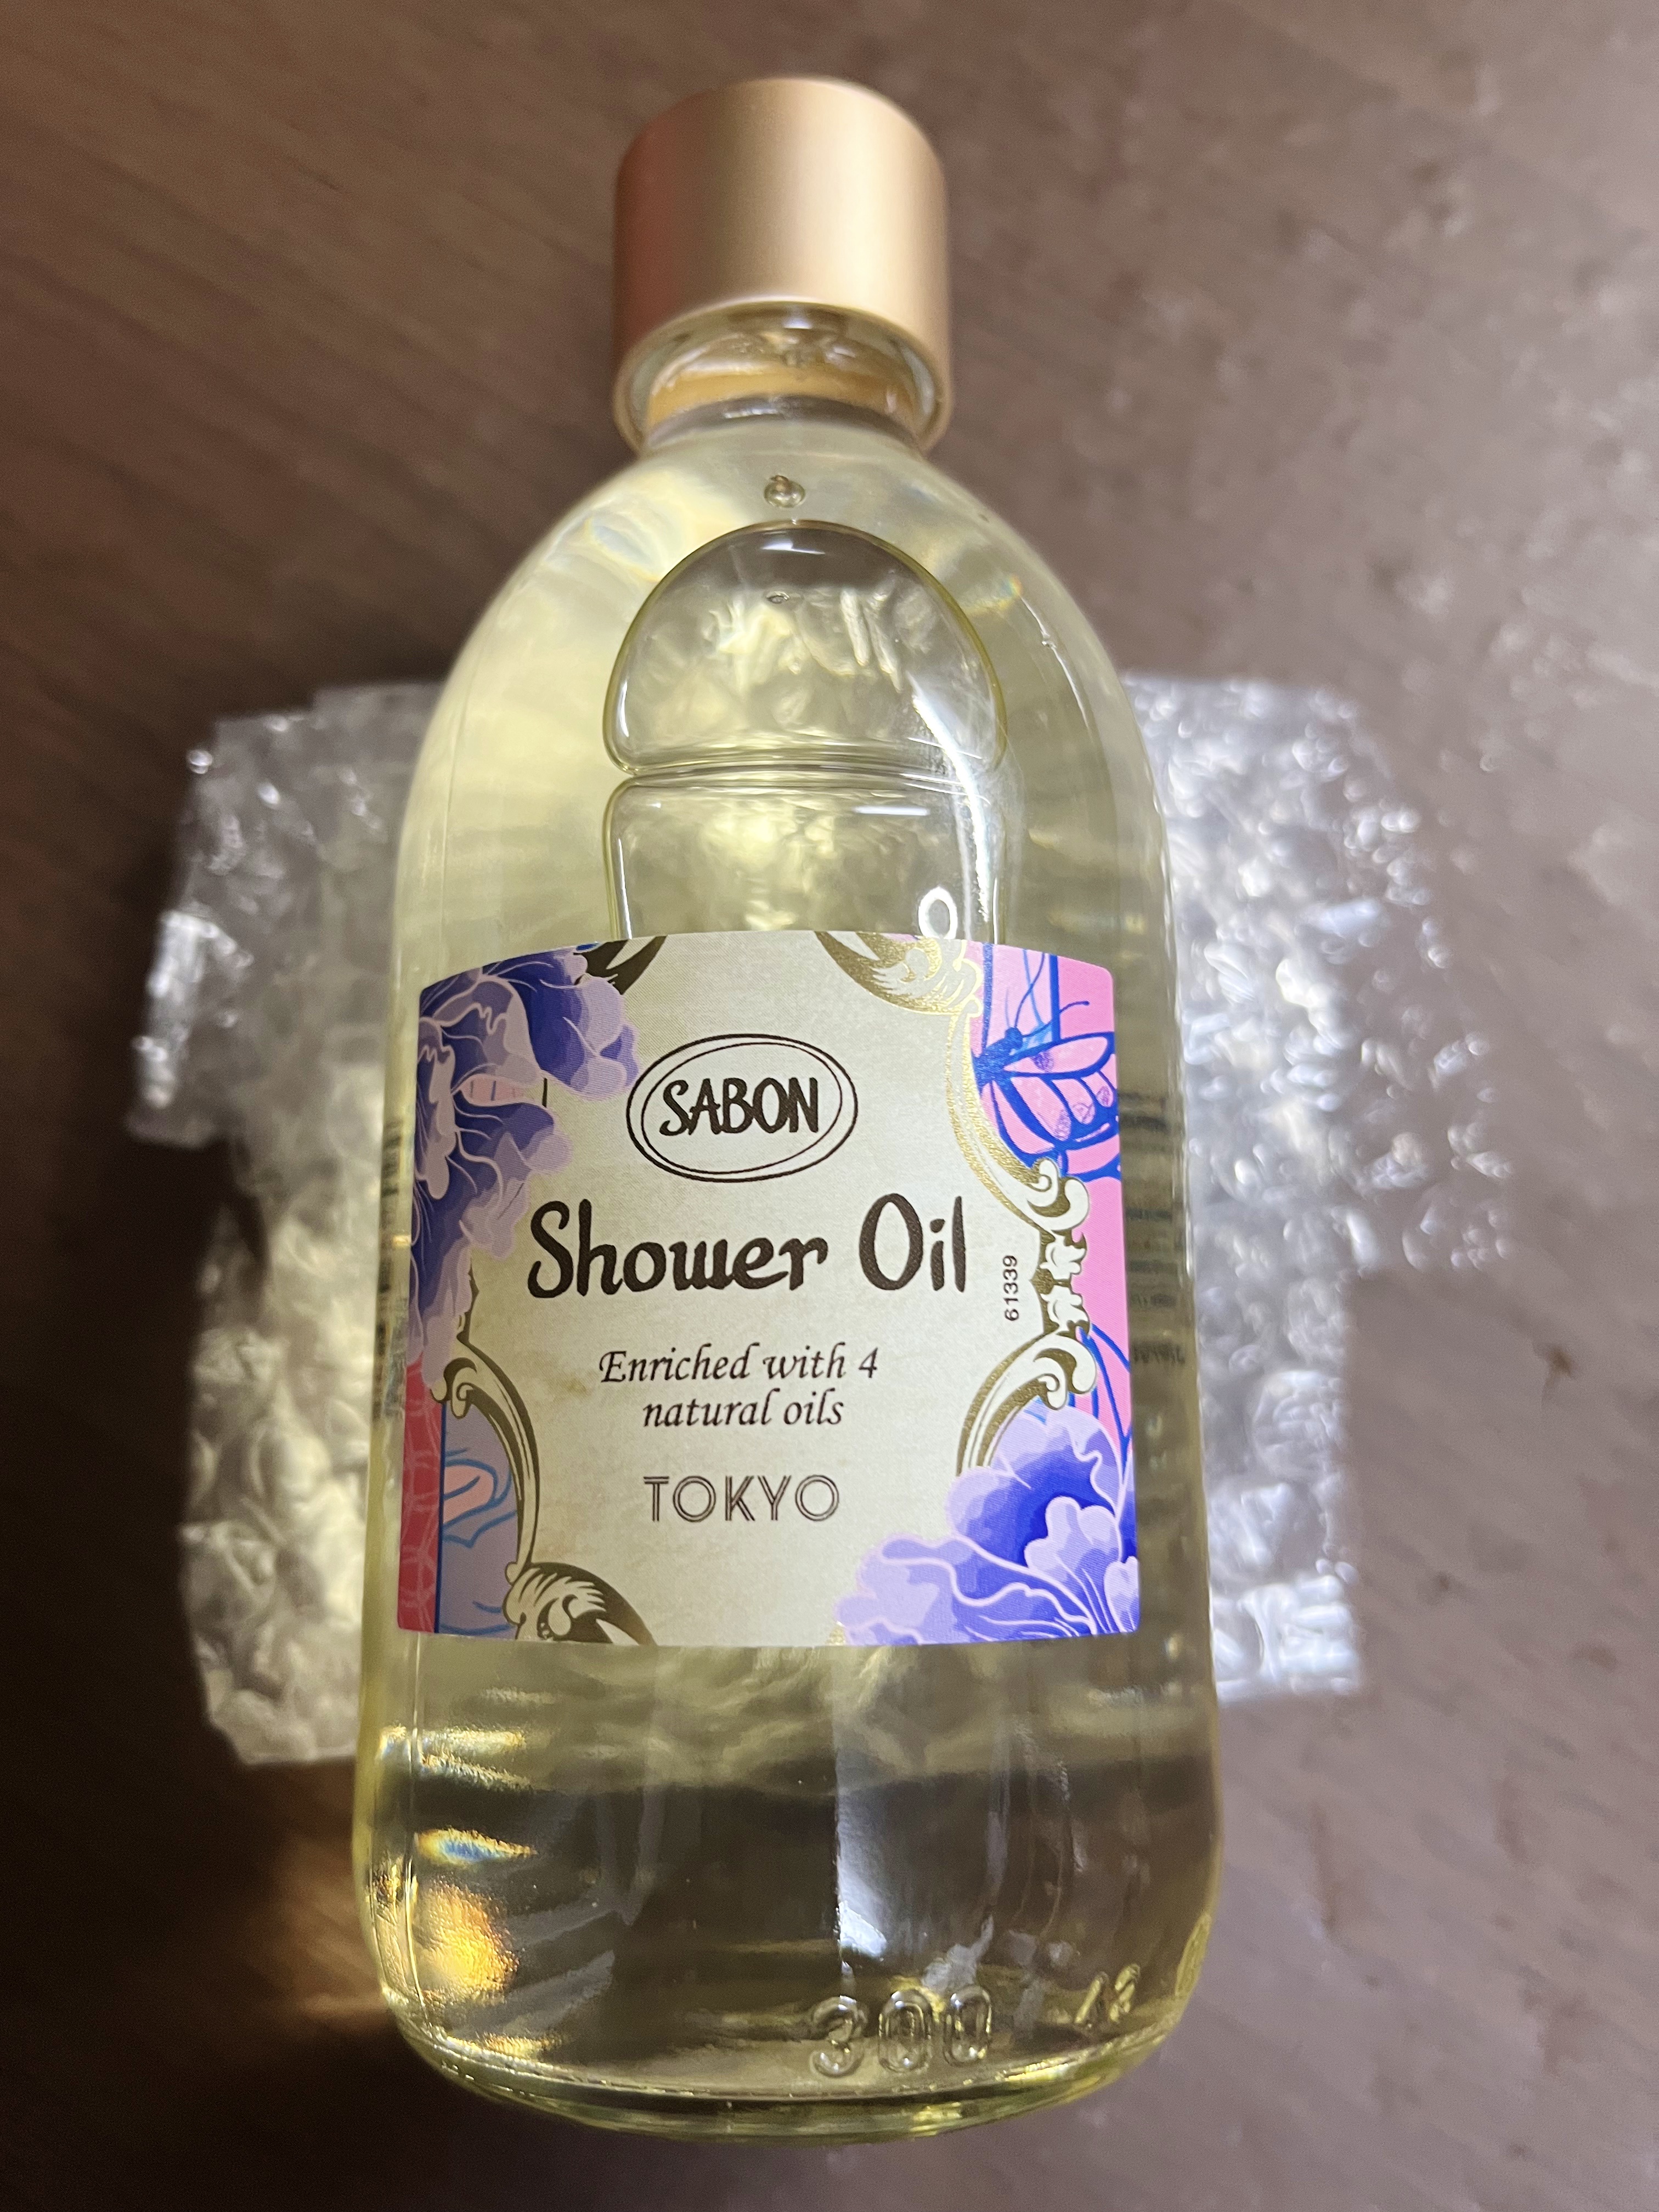 SABON
Shower Oil
61339
Enriched with 4
natural oils
TOKYO
300